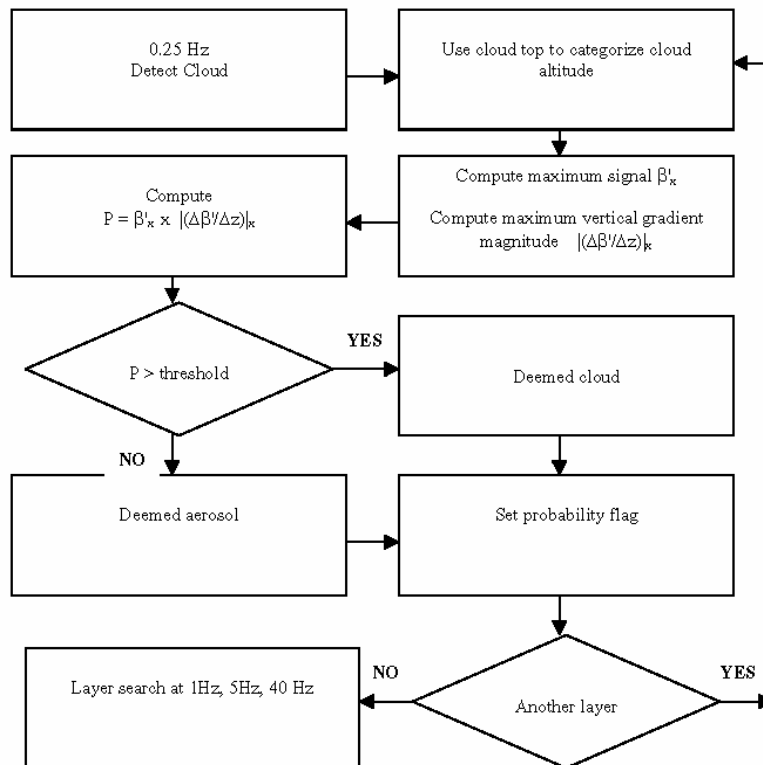 0.25 Hz
Detect Cloud
Use cloud top to categorize cloud
altitude
Compute maximum signal β'ₓ
Compute maximum vertical gradient
magnitude |(Δβ'/Δz)|ₓ
Compute
P = β'ₓ x |(Δβ'/Δz)|ₓ
P > threshold
YES
Deemed cloud
NO
Deemed aerosol
Set probability flag
Another layer
NO
YES
Layer search at 1Hz, 5Hz, 40 Hz